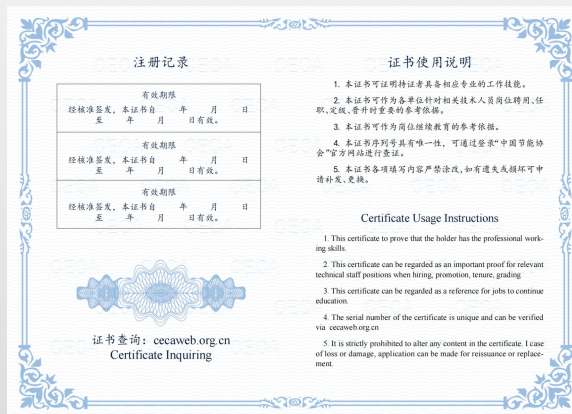 注册记录
有效期限
经核准签发，本证书自 年 月 日
至 年 月 日有效。
有效期限
经核准签发，本证书自 年 月 日
至 年 月 日有效。
有效期限
经核准签发，本证书自 年 月 日
至 年 月 日有效。
证书查询：cecaweb.org.cn
Certificate Inquiring
证书使用说明
1. 本证书可证明持证者具备相应专业的工作技能。
2. 本证书可作为各单位针对相关技术人员岗位聘用、任
职、定级、晋升时重要的参考依据。
3. 本证书可作为岗位继续教育的参考依据。
4. 本证书序列号具有唯一性，可通过登录“中国节能协
会”官方网站进行查证。
5. 本证书各项填写内容严禁涂改，如有遗失或损坏可申
请补发、更换。
Certificate Usage Instructions
1. This certificate to prove that the holder has the professional work-
ing skills.
2. This certificate can be regarded as an important proof for relevant
technical staff positions when hiring, promotion, tenure, grading
3. This certificate can be regarded as a reference for jobs to continue
education.
4. The serial number of the certificate is unique and can be verified
via cecaweb.org.cn
5. It is strictly prohibited to alter any content in the certificate. I case
of loss or damage, application can be made for reissuance or replace-
ment.